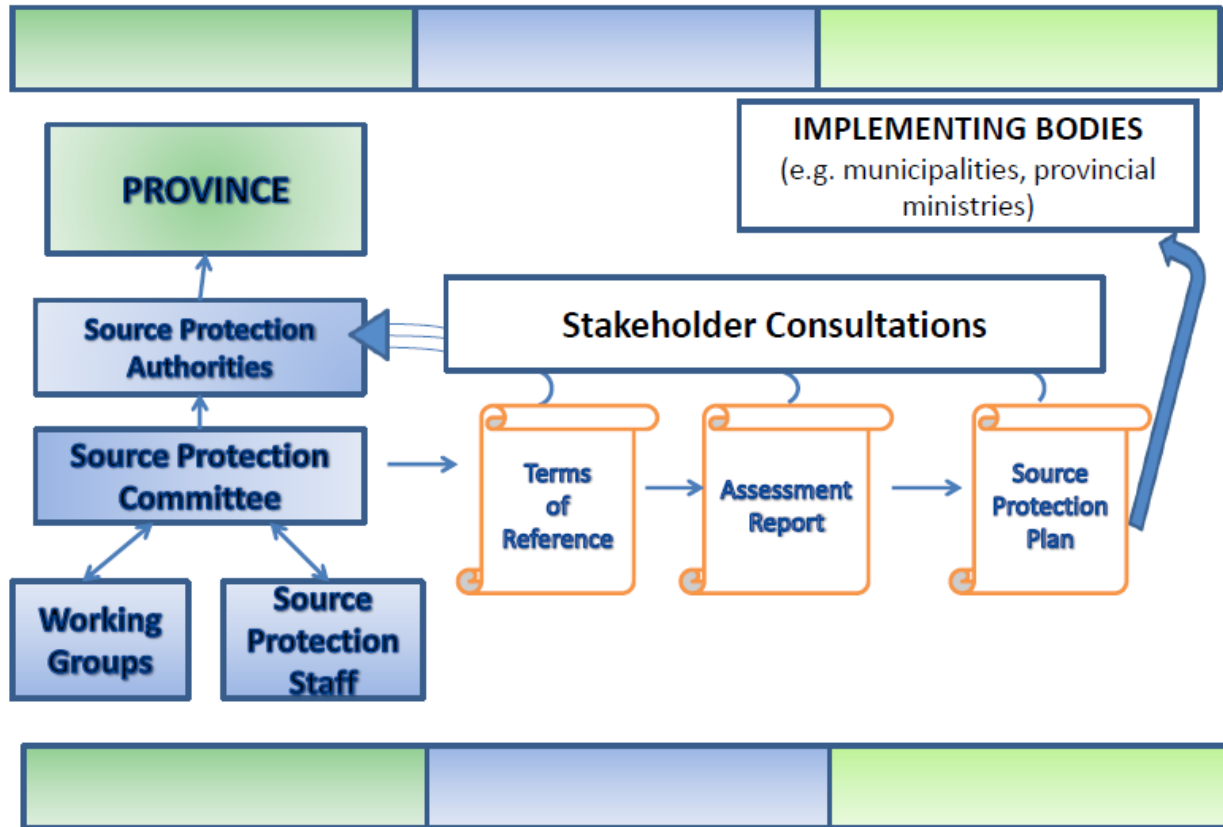 PROVINCE
IMPLEMENTING BODIES
(e.g. municipalities, provincial
ministries)
Source Protection
Authorities
Stakeholder Consultations
Source Protection
Committee
Terms
of
Reference
Assessment
Report
Source
Protection
Plan
Working
Groups
Source
Protection
Staff